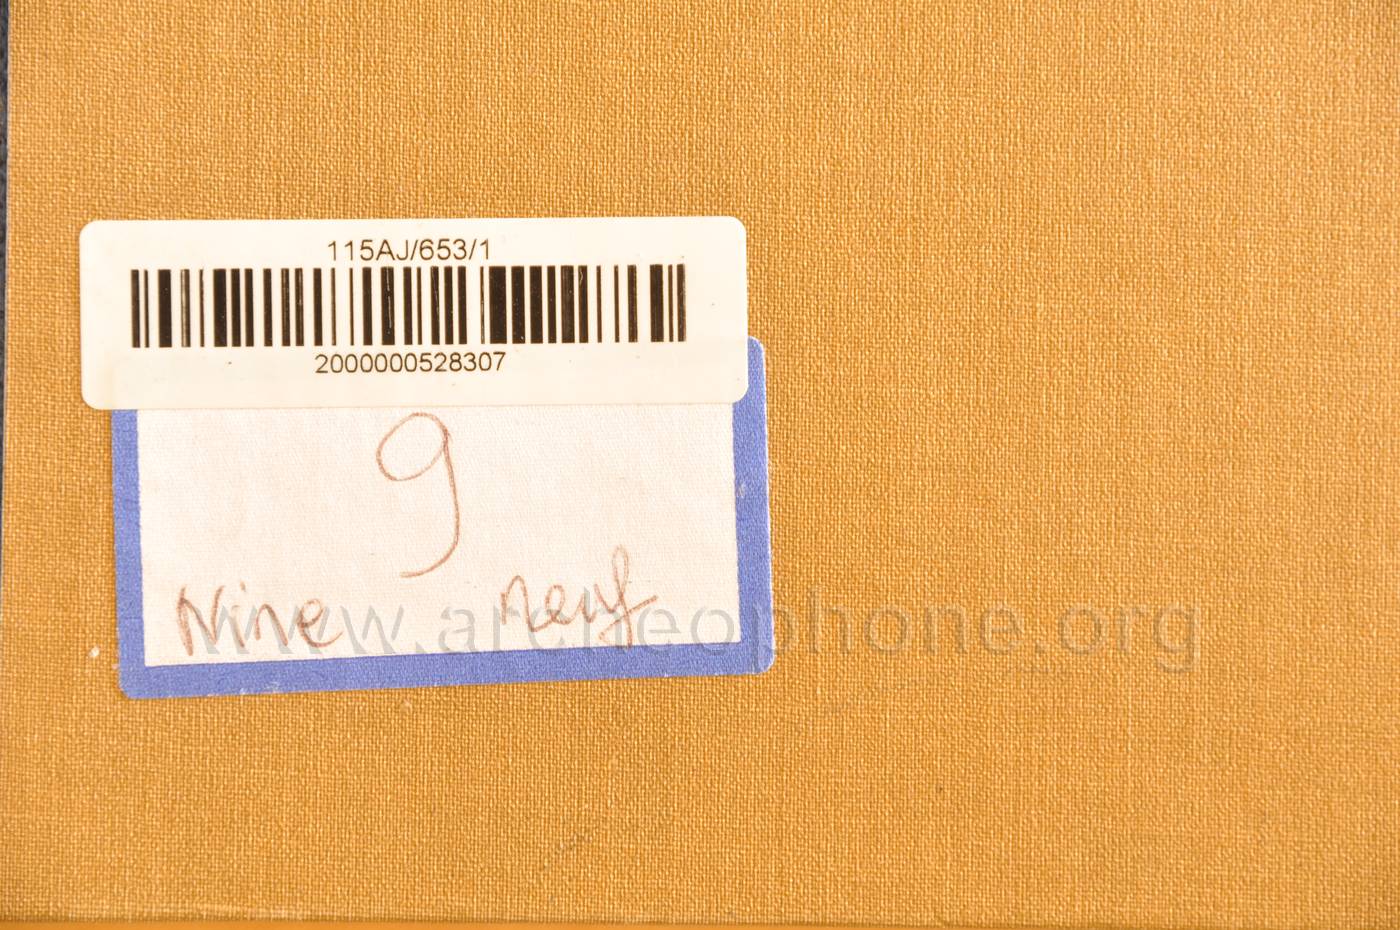 115AJ/653/1
2000000528307
9
Nine neuf
www.archeophone.org